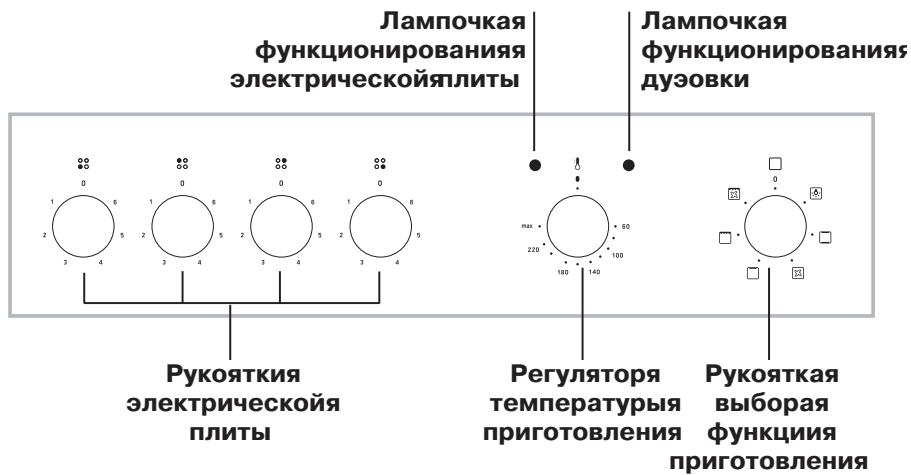 Лампочкая
функционированияя
электрическойяплиты
Лампочкая
функционированияя
дуэовки
0
0
0
0
0
1 6
1 6
1 6
1 6
2 5
2 5
2 5
2 5
3 4
3 4
3 4
3 4
max 60
220 100
180 140
Рукояткия
электрическойя
плиты
Регуляторя
температурыя
приготовления
Рукояткая
выборая
функциия
приготовления